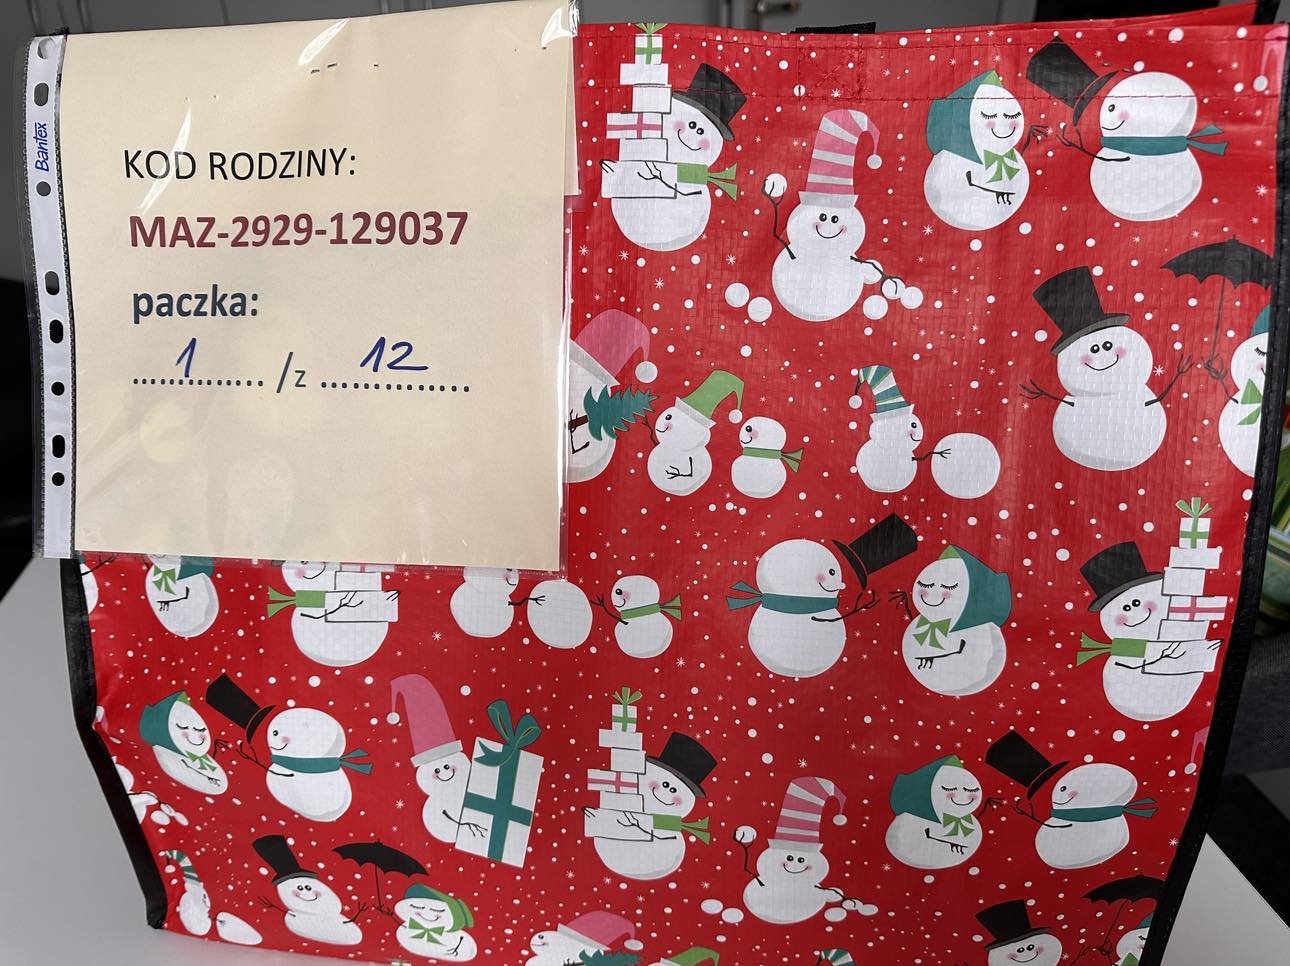 Bantex
KOD RODZINY:
MAZ-2929-129037
paczka:
1 /z 12